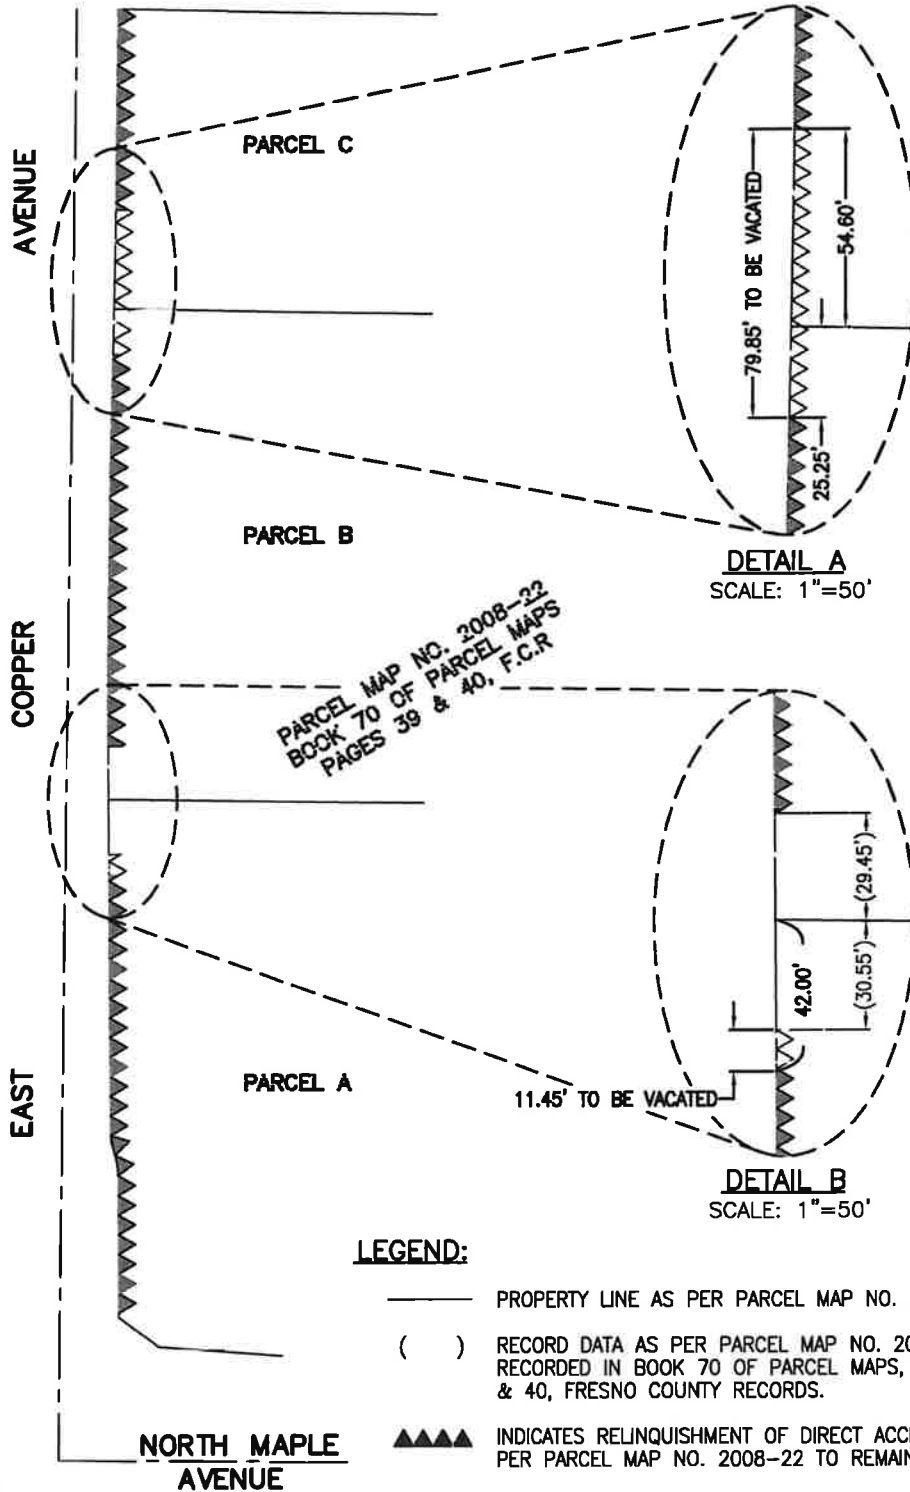 AVENUE
COPPER
EAST
PARCEL C
79.85' TO BE VACATED
54.60'
25.25'
DETAIL A
SCALE: 1"=50'
PARCEL B
PARCEL MAP NO. 2008-22
BOOK 70 OF PARCEL MAPS
PAGES 39 & 40, F.C.R
(29.45')
(30.55')
42.00'
11.45' TO BE VACATED
PARCEL A
DETAIL B
SCALE: 1"=50'
LEGEND:
PROPERTY LINE AS PER PARCEL MAP NO.
( ) RECORD DATA AS PER PARCEL MAP NO.
RECORDED IN BOOK 70 OF PARCEL MAPS,
& 40, FRESNO COUNTY RECORDS.
INDICATES RELINQUISHMENT OF DIRECT
PER PARCEL MAP NO. 2008-22 TO REMAIN
NORTH MAPLE
AVENUE